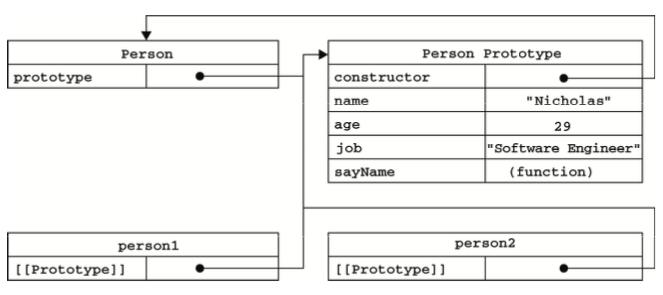 Person
prototype
Person Prototype
constructor
name "Nicholas"
age 29
job "Software Engineer"
sayName (function)
person1
[[Prototype]]
person2
[[Prototype]]